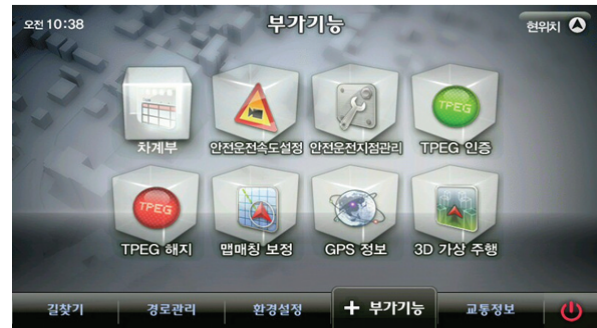 오전 10:38
부가기능
현위치
차계부
안전운전속도설정
안전운전지점관리
TPEG
TPEG 인증
TPEG
TPEG 해지
맵매칭 보정
GPS 정보
3D 가상 주행
길찾기
경로관리
환경설정
+ 부가기능
교통정보